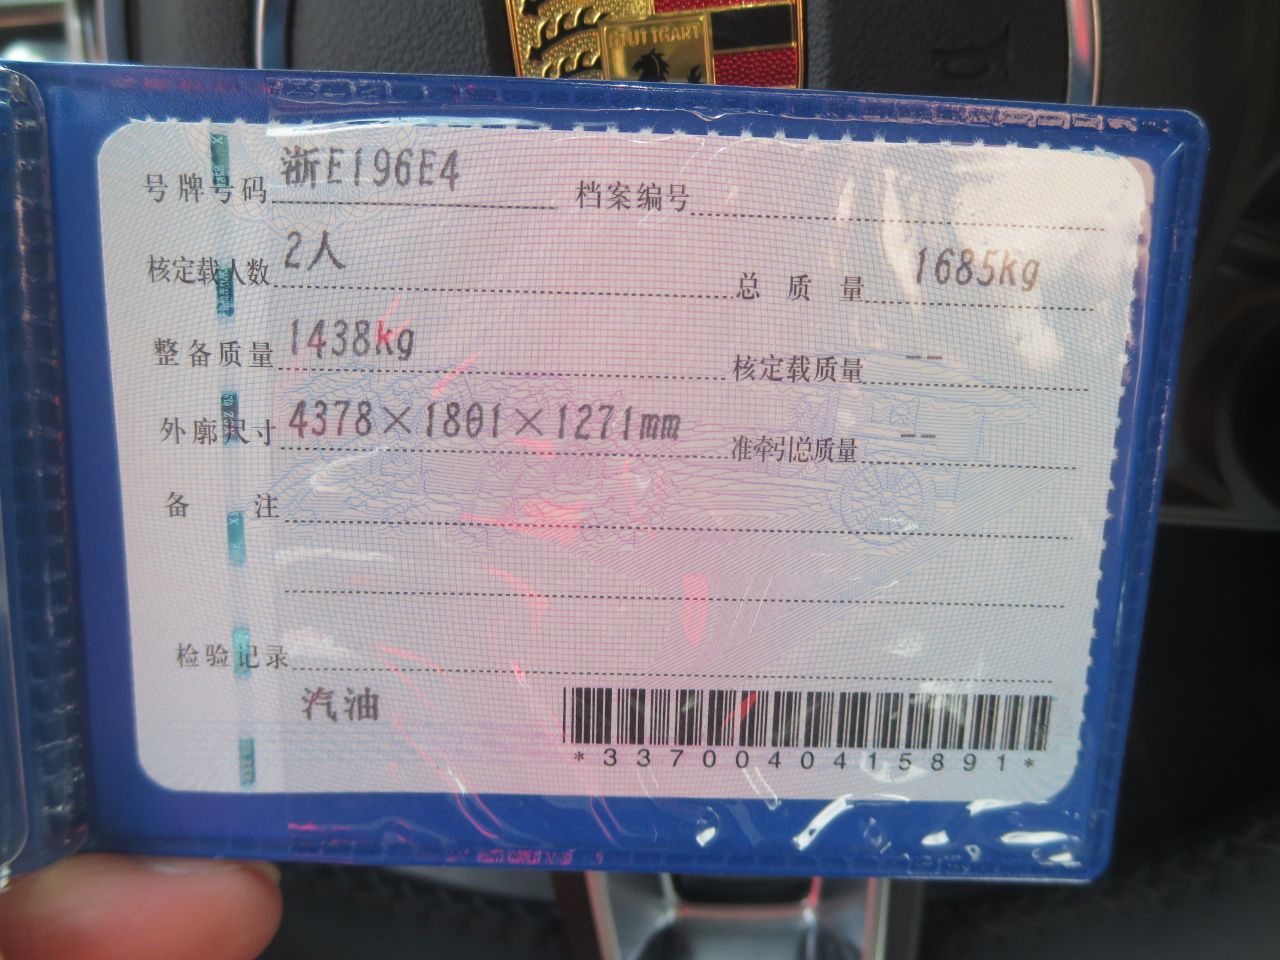 STUTTGART
号牌号码 浙E196E4 档案编号
核定载人数 2人 总质量 1685kg
整备质量 1438kg 核定载质量 --
外廓尺寸 4378×1801×1271mm 准牵引总质量 --
备注
检验记录
汽油
*3370040415891*